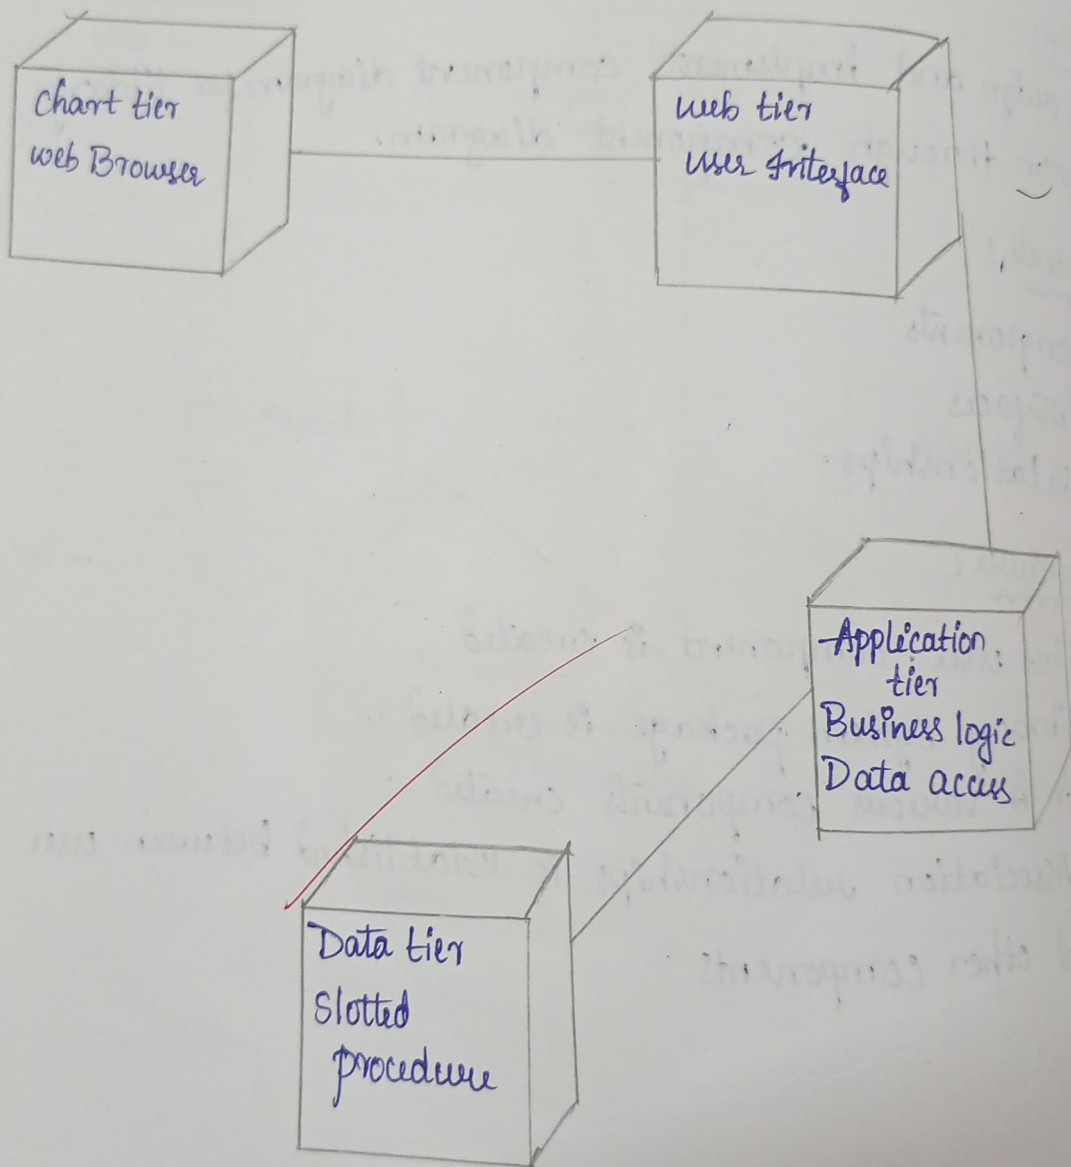 Chart tier
web Browser
web tier
user Interface
Application
tier
Business logic
Data access
Data tier
Slotted
procedure